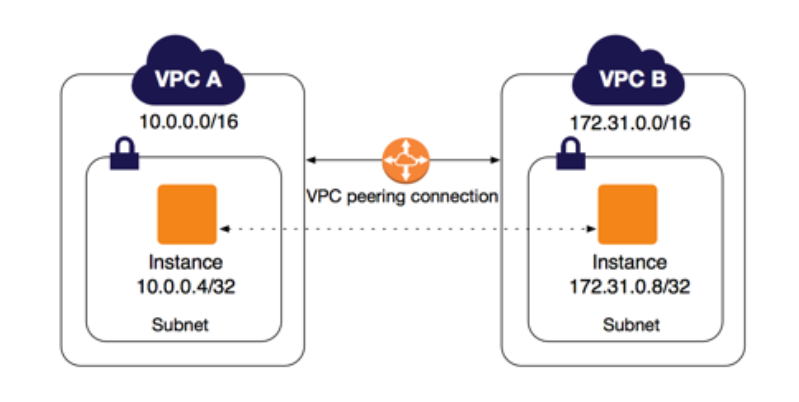 VPC A
10.0.0.0/16
Instance
10.0.0.4/32
Subnet
VPC peering connection
VPC B
172.31.0.0/16
Instance
172.31.0.8/32
Subnet